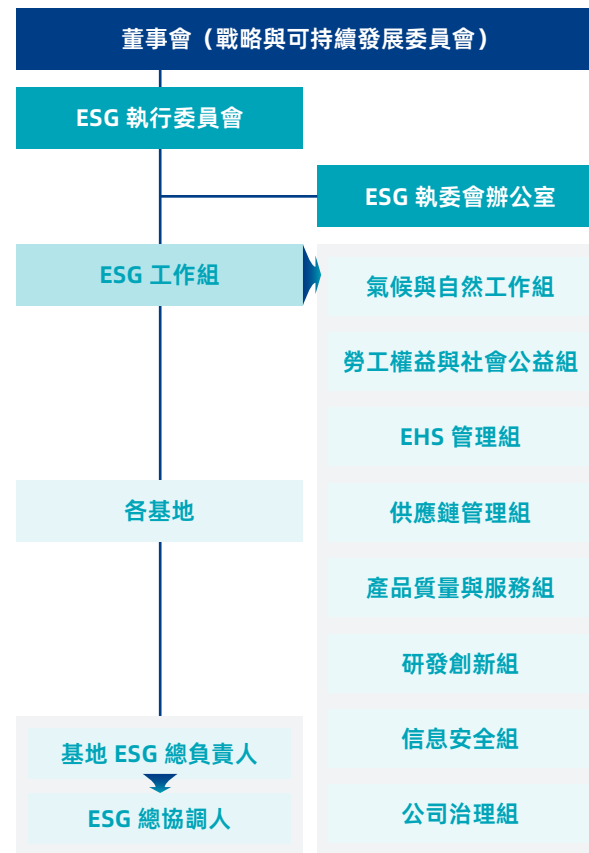 董事會（戰略與可持續發展委員會）
ESG 執行委員會
ESG 執委會辦公室
ESG 工作組
氣候與自然工作組
勞工權益與社會公益組
EHS 管理組
供應鏈管理組
產品質量與服務組
研發創新組
信息安全組
公司治理組
各基地
基地 ESG 總負責人
ESG 總協調人